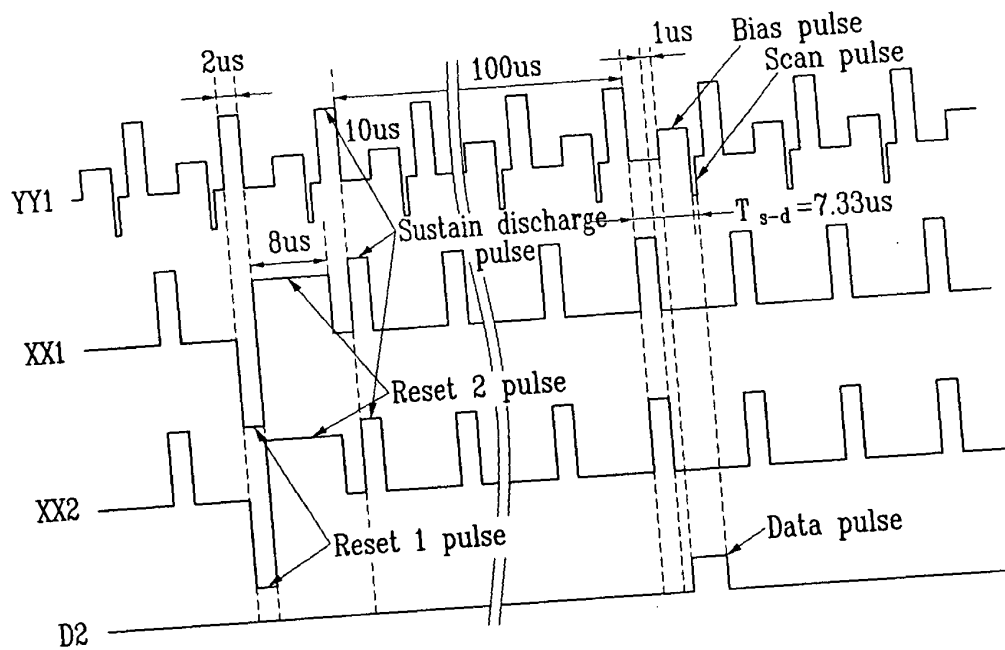 Bias pulse
1us
Scan pulse
2us
100us
10us
YY1
T s-d =7.33us
Sustain discharge
pulse
8us
XX1
Reset 2 pulse
XX2
Reset 1 pulse
Data pulse
D2